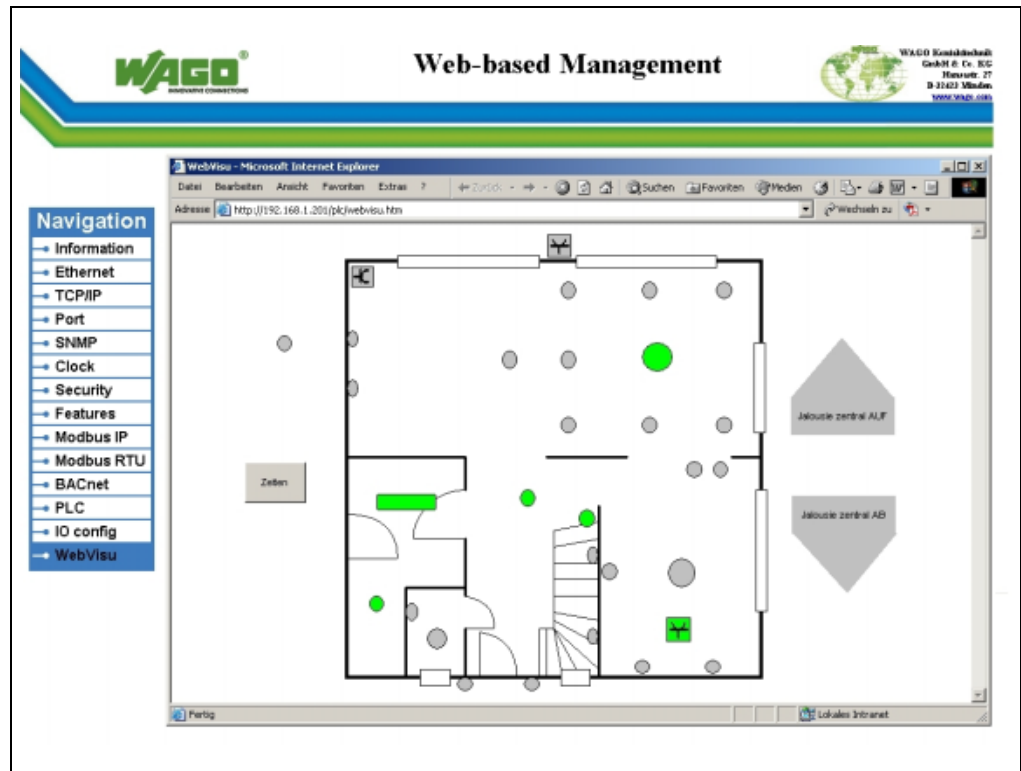 WAGO®
INNOVATIVE CONNECTIONS
Web-based Management
WAGO Kontakttechnik
GmbH & Co. KG
Hansastr. 27
D-32423 Minden
www.wago.com
WebVisu - Microsoft Internet Explorer
Datei Bearbeiten Ansicht Favoriten Extras ?
Zurück Suchen Favoriten Medien
Adresse http://192.168.1.201/plc/webvisu.htm Wechseln zu
Navigation
Information
Ethernet
TCP/IP
Port
SNMP
Clock
Security
Features
Modbus IP
Modbus RTU
BACnet
PLC
IO config
WebVisu
Zeiten
Jalousie zentral AUF
Jalousie zentral AB
Fertig
Lokales Intranet